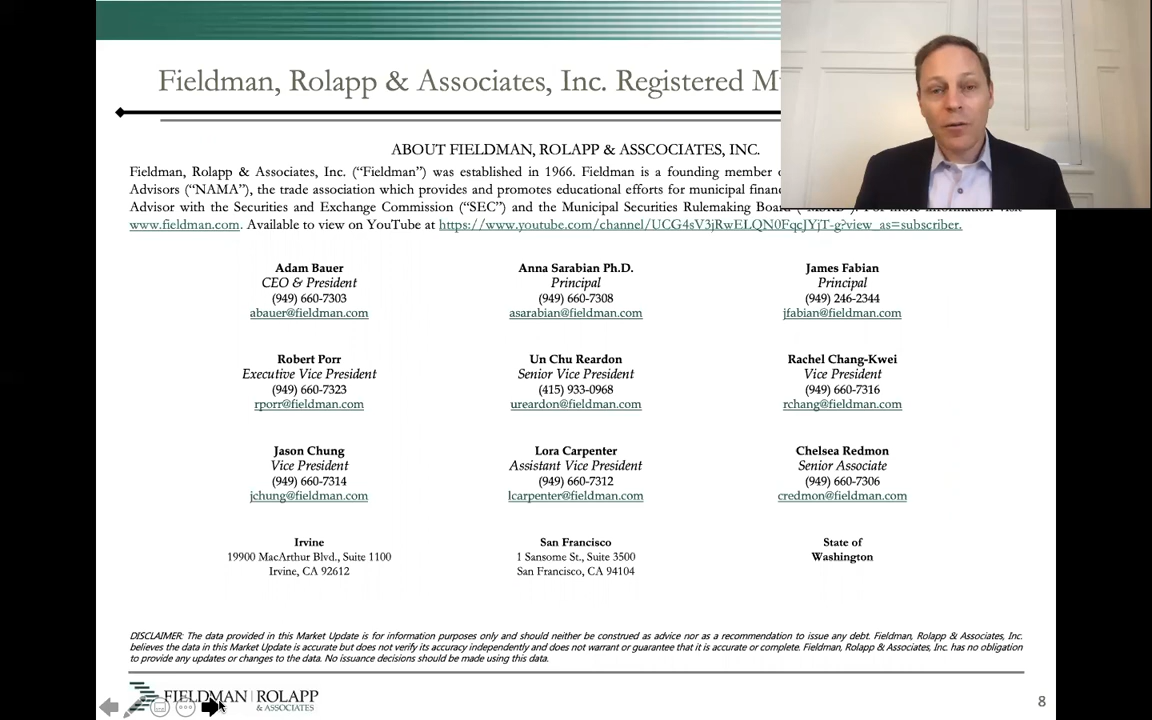 Fieldman, Rolapp & Associates, Inc. Registered
ABOUT FIELDMAN, ROLAPP & ASSCOCIATES, INC.
Fieldman, Rolapp & Associates, Inc. (“Fieldman”) was established in 1966. Fieldman is a founding member
Advisors (“NAMA”), the trade association which provides and promotes educational efforts for municipal
Advisor with the Securities and Exchange Commission (“SEC”) and the Municipal Securities Rulemaking Board
www.fieldman.com. Available to view on YouTube at https://www.youtube.com/channel/UCG4sV3jRwELQN0FqcJYjT-g?view_as=subscriber.
Adam Bauer
CEO & President
(949) 660-7303
abauer@fieldman.com
Anna Sarabian Ph.D.
Principal
(949) 660-7308
asarabian@fieldman.com
James Fabian
Principal
(949) 246-2344
jfabian@fieldman.com
Robert Porr
Executive Vice President
(949) 660-7323
rporr@fieldman.com
Un Chu Reardon
Senior Vice President
(415) 933-0968
ureardon@fieldman.com
Rachel Chang-Kwei
Vice President
(949) 660-7316
rchang@fieldman.com
Jason Chung
Vice President
(949) 660-7314
jchung@fieldman.com
Lora Carpenter
Assistant Vice President
(949) 660-7312
lcarpenter@fieldman.com
Chelsea Redmon
Senior Associate
(949) 660-7306
credmon@fieldman.com
Irvine
19900 MacArthur Blvd., Suite 1100
Irvine, CA 92612
San Francisco
1 Sansome St., Suite 3500
San Francisco, CA 94104
State of
Washington
DISCLAIMER: The data provided in this Market Update is for information purposes only and should neither be construed as advice nor as a recommendation to issue any debt. Fieldman, Rolapp & Associates, Inc.
believes the data in this Market Update is accurate but does not verify its accuracy independently and does not warrant or guarantee that it is accurate or complete. Fieldman, Rolapp & Associates, Inc. has no obligation
to provide any updates or changes to the data. No issuance decisions should be made using this data.
FIELDMAN | ROLAPP
& ASSOCIATES
8